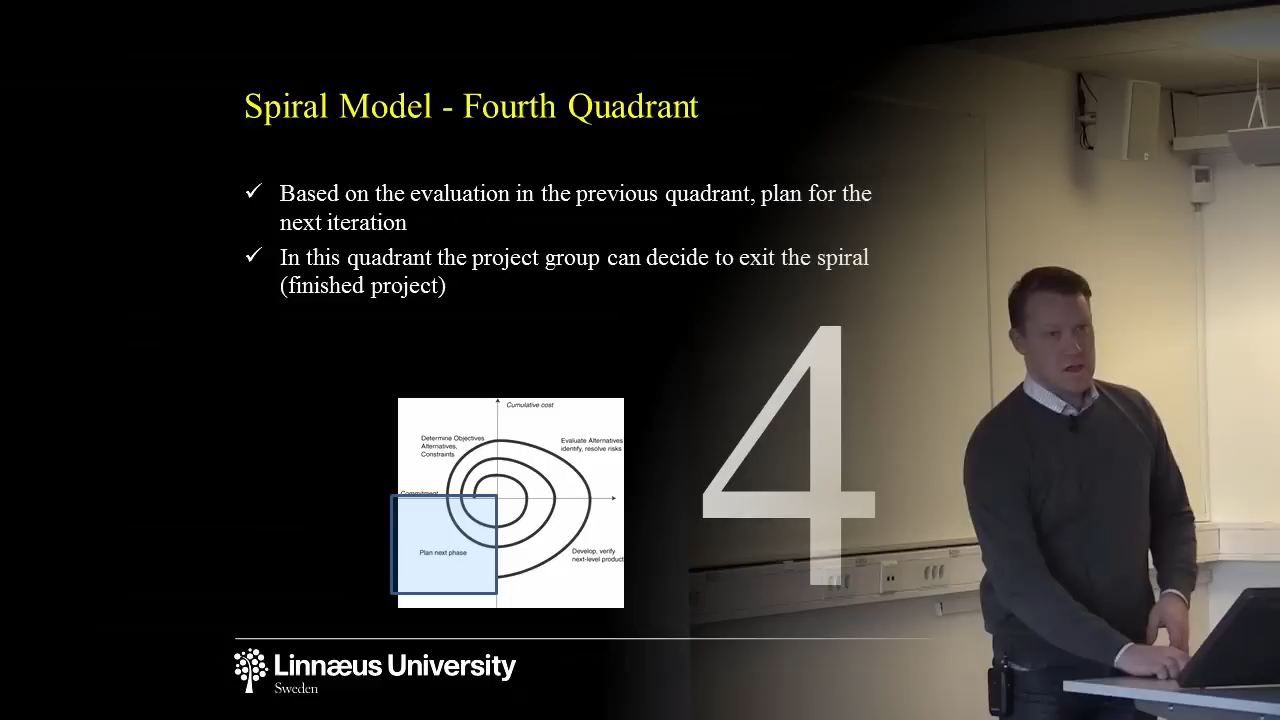 Spiral Model - Fourth Quadrant
✓ Based on the evaluation in the previous quadrant, plan for the
next iteration
✓ In this quadrant the project group can decide to exit the spiral
(finished project)
4
Cumulative cost
Determine Objectives
Alternatives,
Constraints
Evaluate Alternatives
identify, resolve risks
Commitment
Plan next phase
Develop, verify
next-level product
Linnæus University
Sweden